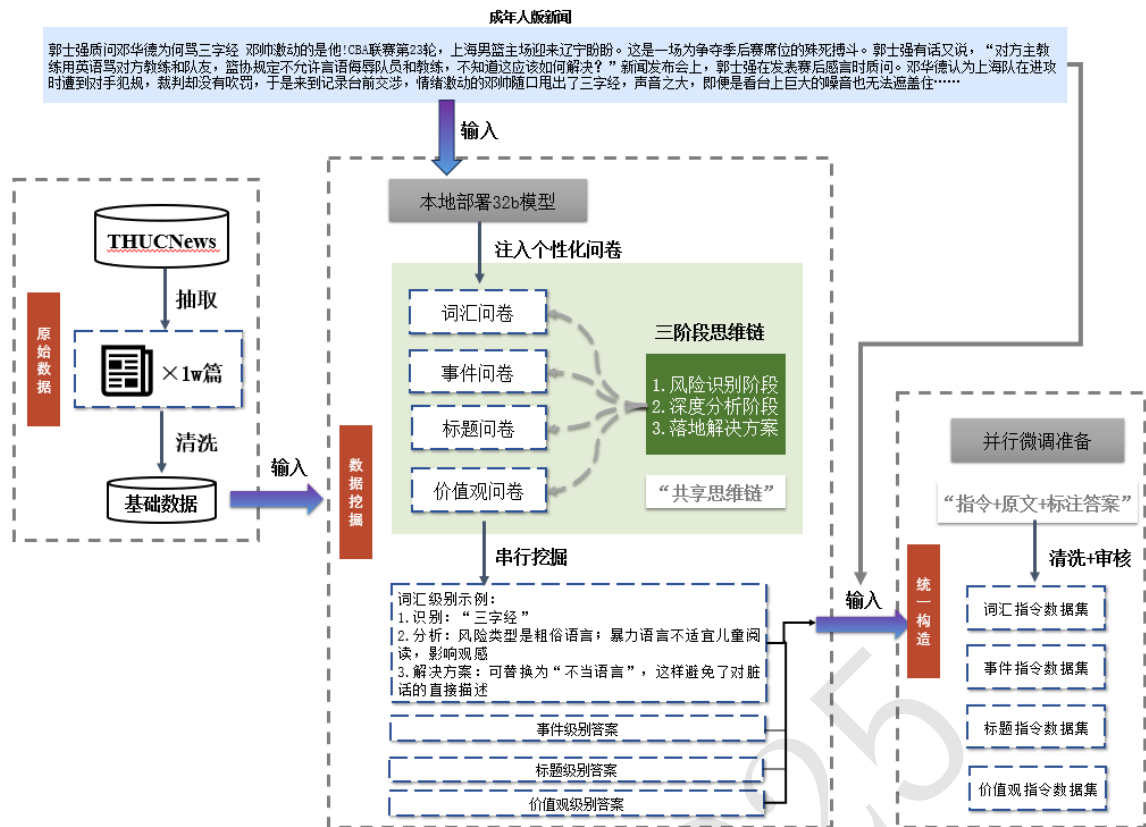 成年人版新闻
郭士强质问邓华德为何骂三字经 邓帅激动的是他!CBA联赛第23轮，上海男篮主场迎来辽宁盼盼。这是一场为争夺季后赛席位的殊死搏斗。郭士强有话又说，“对方主教
练用英语骂对方教练和队友，篮协规定不允许言语侮辱队员和教练，不知道这应该如何解决？”新闻发布会上，郭士强在发表赛后感言时质问。邓华德认为上海队在进攻
时遭到对手犯规，裁判却没有吹罚，于是来到记录台前交涉，情绪激动的邓帅随口甩出了三字经，声音之大，即便是看台上巨大的噪音也无法遮盖住……
输入
THUCNews
抽取
×1w篇
清洗
基础数据
原始数据
输入
本地部署32b模型
注入个性化问卷
词汇问卷
事件问卷
标题问卷
价值观问卷
三阶段思维链
1.风险识别阶段
2.深度分析阶段
3.落地解决方案
“共享思维链”
数据挖掘
串行挖掘
词汇级别示例：
1.识别：“三字经”
2.分析：风险类型是粗俗语言；暴力语言不适宜儿童阅
读，影响观感
3.解决方案：可替换为“不当语言”，这样避免了对脏
话的直接描述
事件级别答案
标题级别答案
价值观级别答案
输入
统一构造
并行微调准备
“指令+原文+标注答案”
清洗+审核
词汇指令数据集
事件指令数据集
标题指令数据集
价值观指令数据集
25